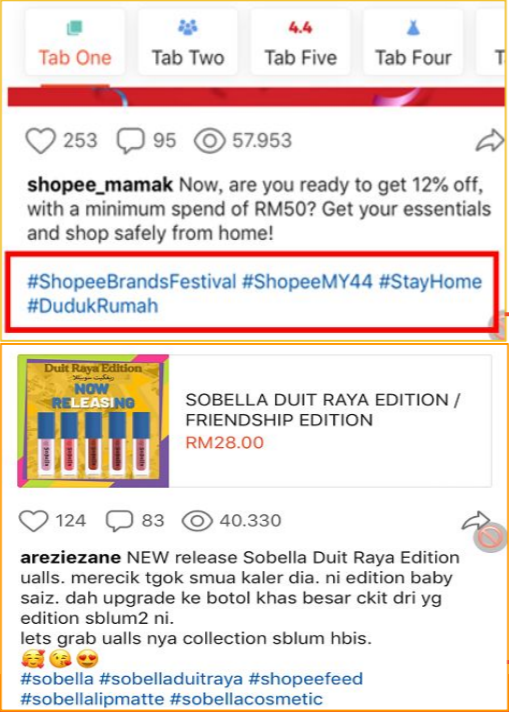 4.4
Tab One Tab Two Tab Five Tab Four T
253 95 57.953
shopee_mamak Now, are you ready to get 12% off,
with a minimum spend of RM50? Get your essentials
and shop safely from home!
#ShopeeBrandsFestival #ShopeeMY44 #StayHome
#DudukRumah
Duit Raya Edition
NOW
RELEASING
SOBELLA DUIT RAYA EDITION /
FRIENDSHIP EDITION
RM28.00
124 83 40.330
areziezane NEW release Sobella Duit Raya Edition
ualls. merecik tgok smua kaler dia. ni edition baby
saiz. dah upgrade ke botol khas besar ckit dri yg
edition sblum2 ni.
lets grab ualls nya collection sblum hbis.
🥰 😘 😍
#sobella #sobelladuitraya #shopeefeed
#sobellalipmatte #sobellacosmetic